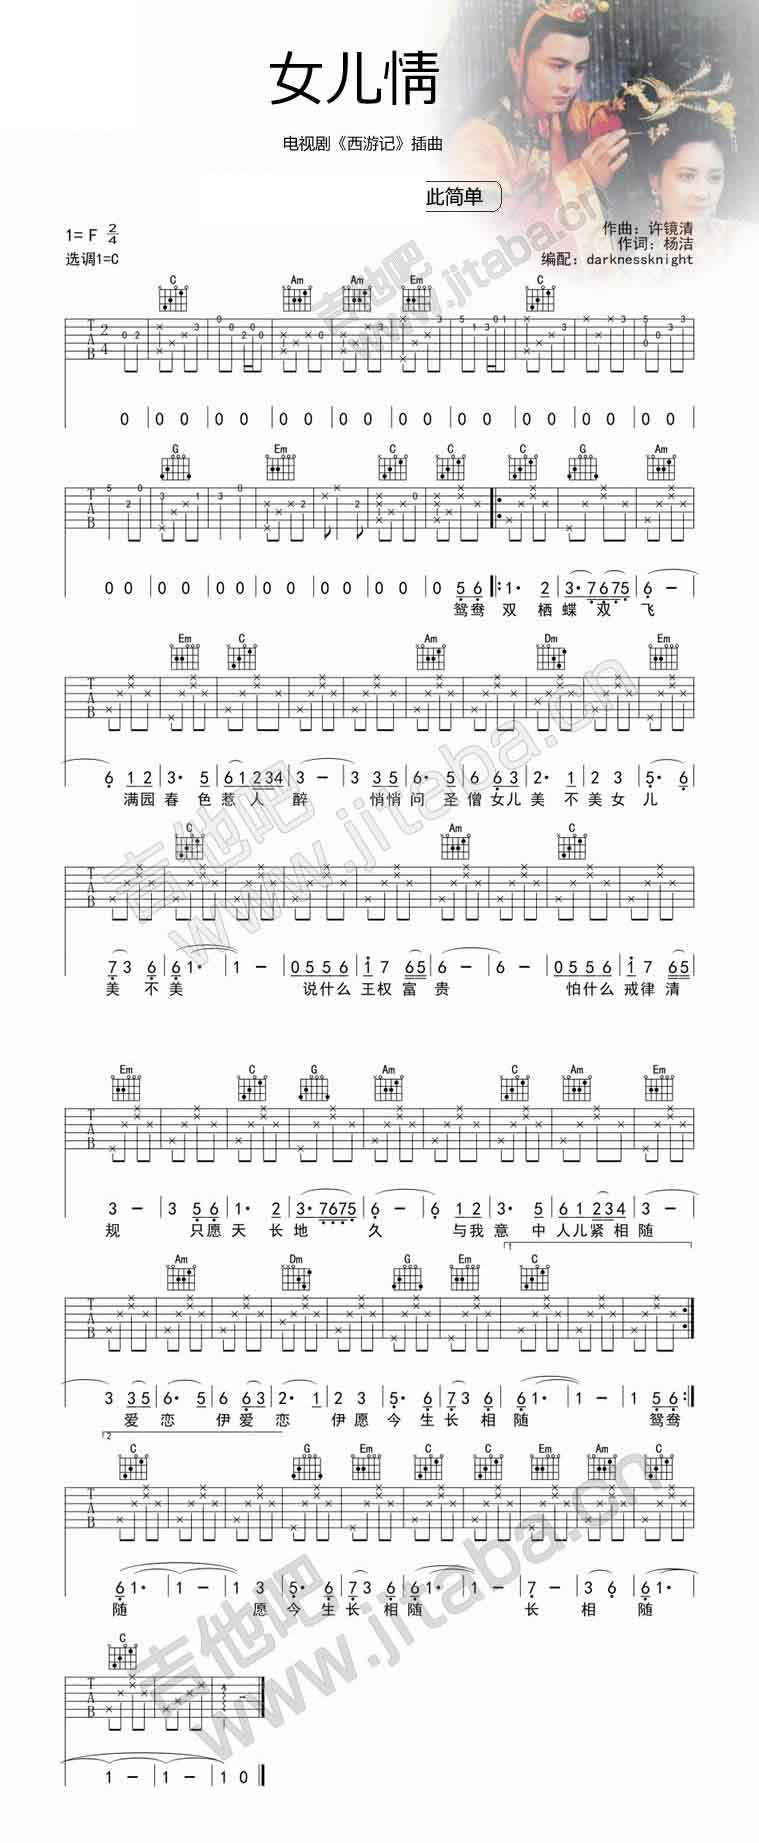 女儿情
电视剧《西游记》插曲
此简单
1= F 2/4
选调1=C
作曲：许镜清
作词：杨洁
编配：darknessknight
吉他吧
www.jitaba.cn
C Am Am Em C
T A B 2/4
0 0 | 0 0 | 0 0 | 0 0 | 0 0 | 0 0 | 0 0 | 0 0 | 0 0 | 0 0
G Em C C C G Am
0 0 | 0 0 | 0 0 | 0 0 | 0 0 | 0 0 | 0 5 6 |: 1· 2 | 3· 7675 | 6 −
鸳鸯 双 栖 蝶 双 飞
Em C Am Dm Em
6 1 2 | 3· 5 | 6 1 2 3 4 | 3 − | 3 3 3 5 | 6 5 6 3 | 2· 1 | 2 3 | 5· 6
满园 春 色 惹 人 醉 悄悄 问 圣 僧 女儿 美 不 美 女 儿
C Am C
7 3 6 | 6 1· | 1 − | 0 5 5 6 | 1 7 6 5 | 6 − | 6 − | 0 5 5 6 | 1 7 6 5
美 不 美 说什么 王权 富 贵 怕什么 戒律 清
Em C G Am C Am Em
3 − | 3 5 6 | 1· 2 | 3· 7675 | 6 − | 6 1 2 | 3· 5 | 6 1 2 3 4 | 3 −
规 只愿 天 长 地 久 与我 意 中 人儿 紧 相 随
Am Dm G Em C
1
3 3 5 | 6· 5 | 6 6 3 | 2· 1 | 2 3 | 5· 6 | 7 3 6 | 6 1· | 1 − | 1 5 6 :|
爱 恋 伊 爱 恋 伊 愿 今 生 长 相 随 鸳鸯
2
C G Em C C Em Am C
6 1· | 1 − | 1 3 | 5· 6 | 7 3 6 | 6 1· | 1 − | 7 − | 3 6 | 6 1·
随 愿 今 生 长 相 随 长 相 随
C
1 − | 1 − | 1 0